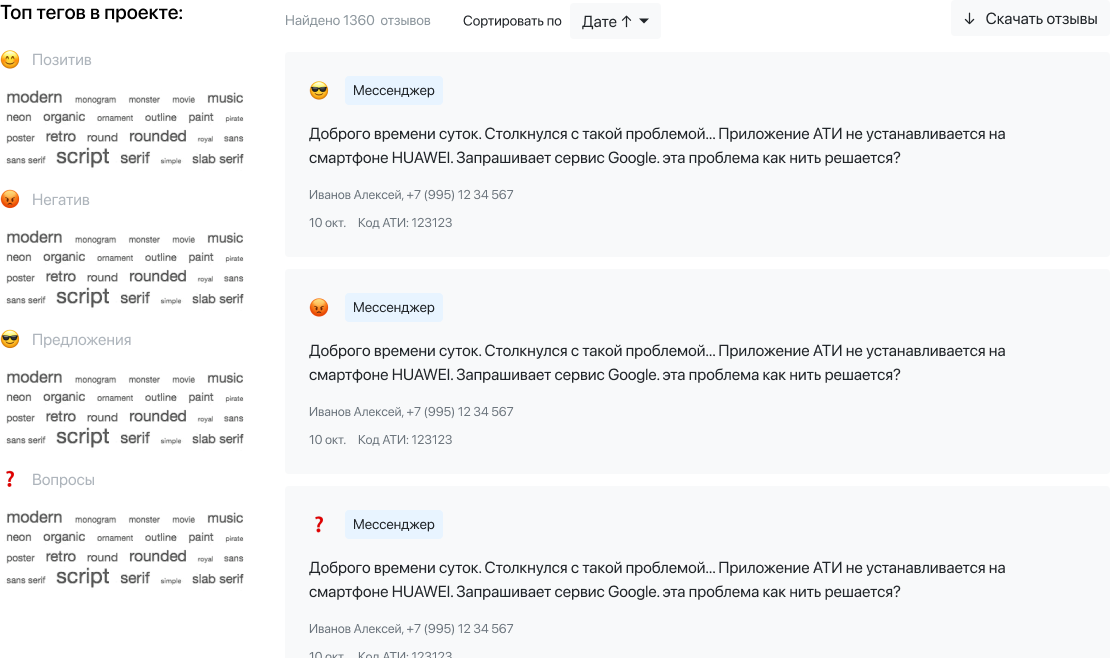 Топ тегов в проекте:
Позитив
modern monogram monster movie music
neon organic ornament outline paint pirate
poster retro round rounded royal sans
sans serif script serif simple slab serif
Негатив
modern monogram monster movie music
neon organic ornament outline paint pirate
poster retro round rounded royal sans
sans serif script serif simple slab serif
Предложения
modern monogram monster movie music
neon organic ornament outline paint pirate
poster retro round rounded royal sans
sans serif script serif simple slab serif
Вопросы
modern monogram monster movie music
neon organic ornament outline paint pirate
poster retro round rounded royal sans
sans serif script serif simple slab serif
Найдено 1360 отзывов Сортировать по Дате ↑ ↓ Скачать отзывы
Мессенджер
Доброго времени суток. Столкнулся с такой проблемой... Приложение АТИ не устанавливается на
смартфоне HUAWEI. Запрашивает сервис Google. эта проблема как нить решается?
Иванов Алексей, +7 (995) 12 34 567
10 окт. Код АТИ: 123123
Мессенджер
Доброго времени суток. Столкнулся с такой проблемой... Приложение АТИ не устанавливается на
смартфоне HUAWEI. Запрашивает сервис Google. эта проблема как нить решается?
Иванов Алексей, +7 (995) 12 34 567
10 окт. Код АТИ: 123123
Мессенджер
Доброго времени суток. Столкнулся с такой проблемой... Приложение АТИ не устанавливается на
смартфоне HUAWEI. Запрашивает сервис Google. эта проблема как нить решается?
Иванов Алексей, +7 (995) 12 34 567
10 окт. Код АТИ: 123123